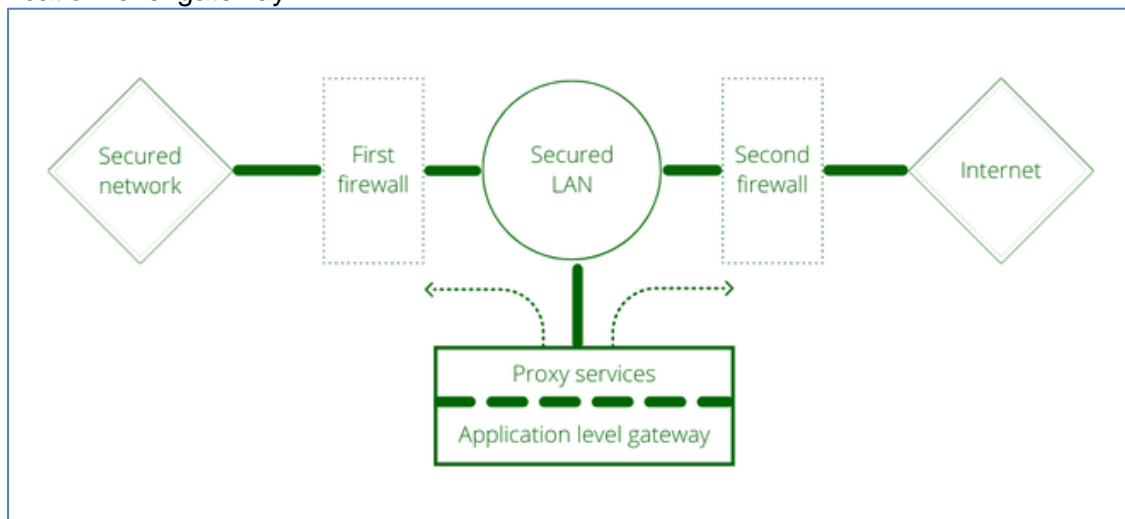 Secured
network
First
firewall
Secured
LAN
Second
firewall
Internet
Proxy services
Application level gateway